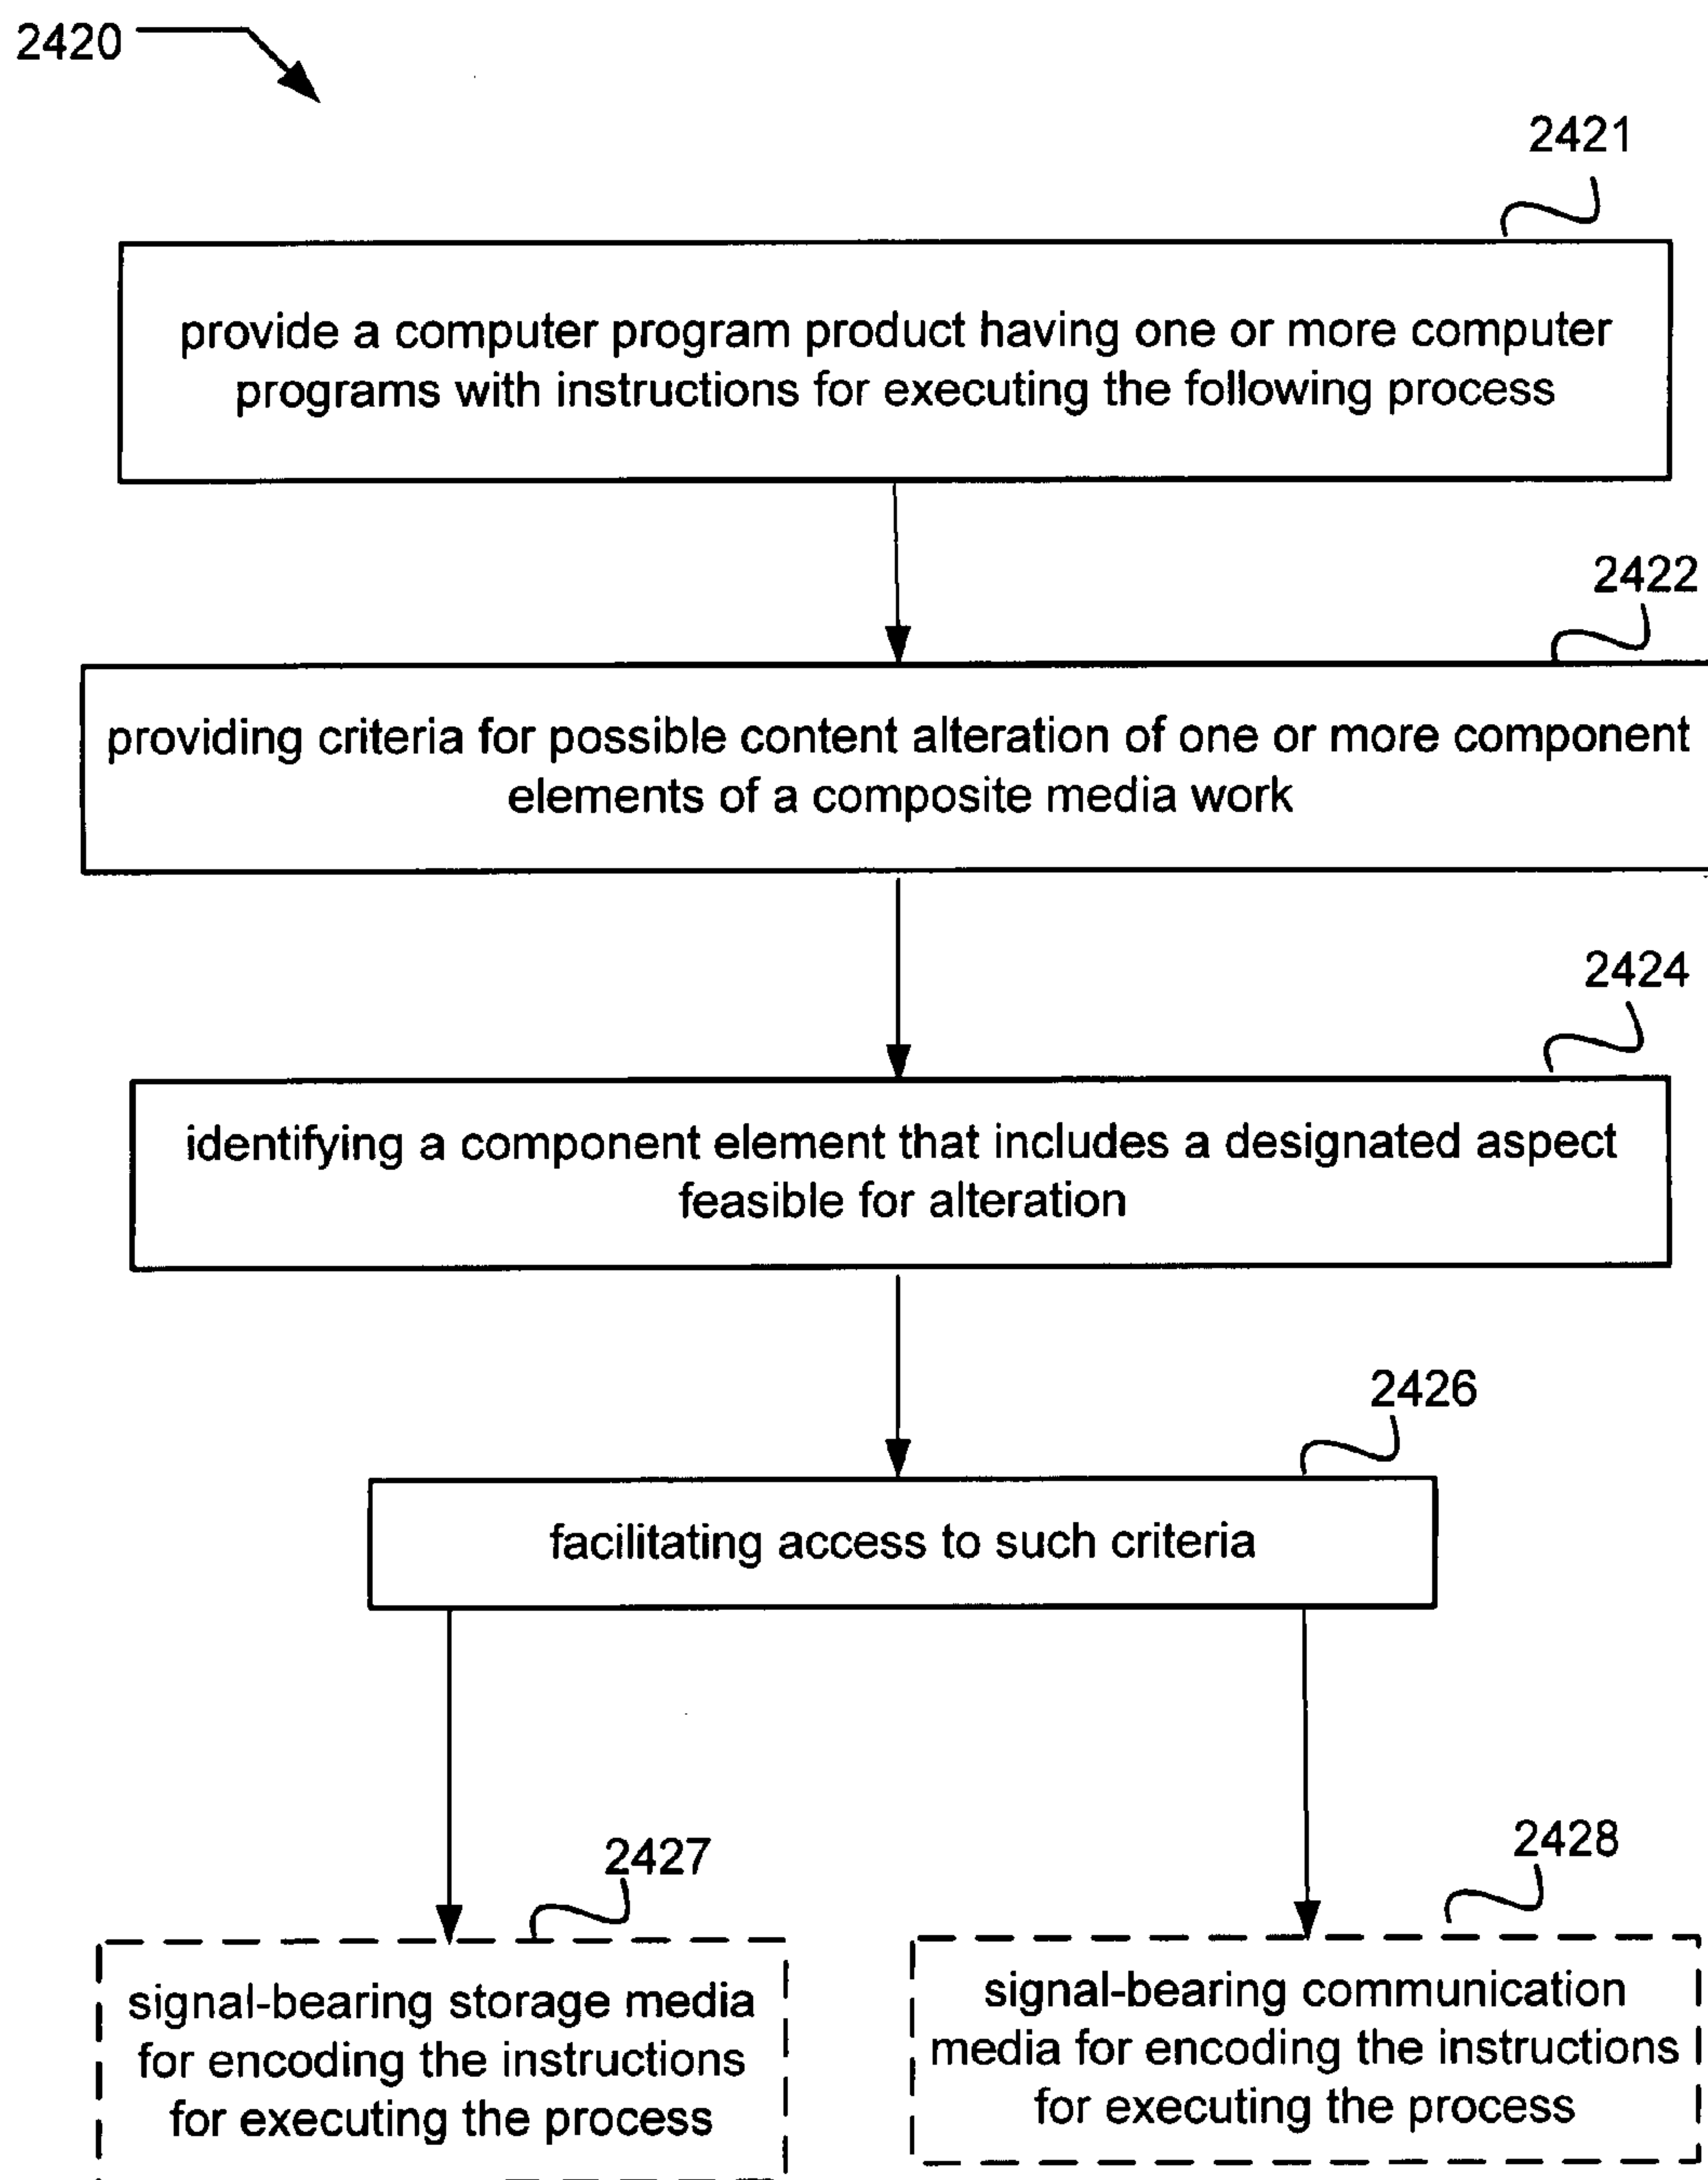 2420
2421
provide a computer program product having one or more computer
programs with instructions for executing the following process
2422
providing criteria for possible content alteration of one or more component
elements of a composite media work
2424
identifying a component element that includes a designated aspect
feasible for alteration
2426
facilitating access to such criteria
2427
signal-bearing storage media
for encoding the instructions
for executing the process
2428
signal-bearing communication
media for encoding the instructions
for executing the process